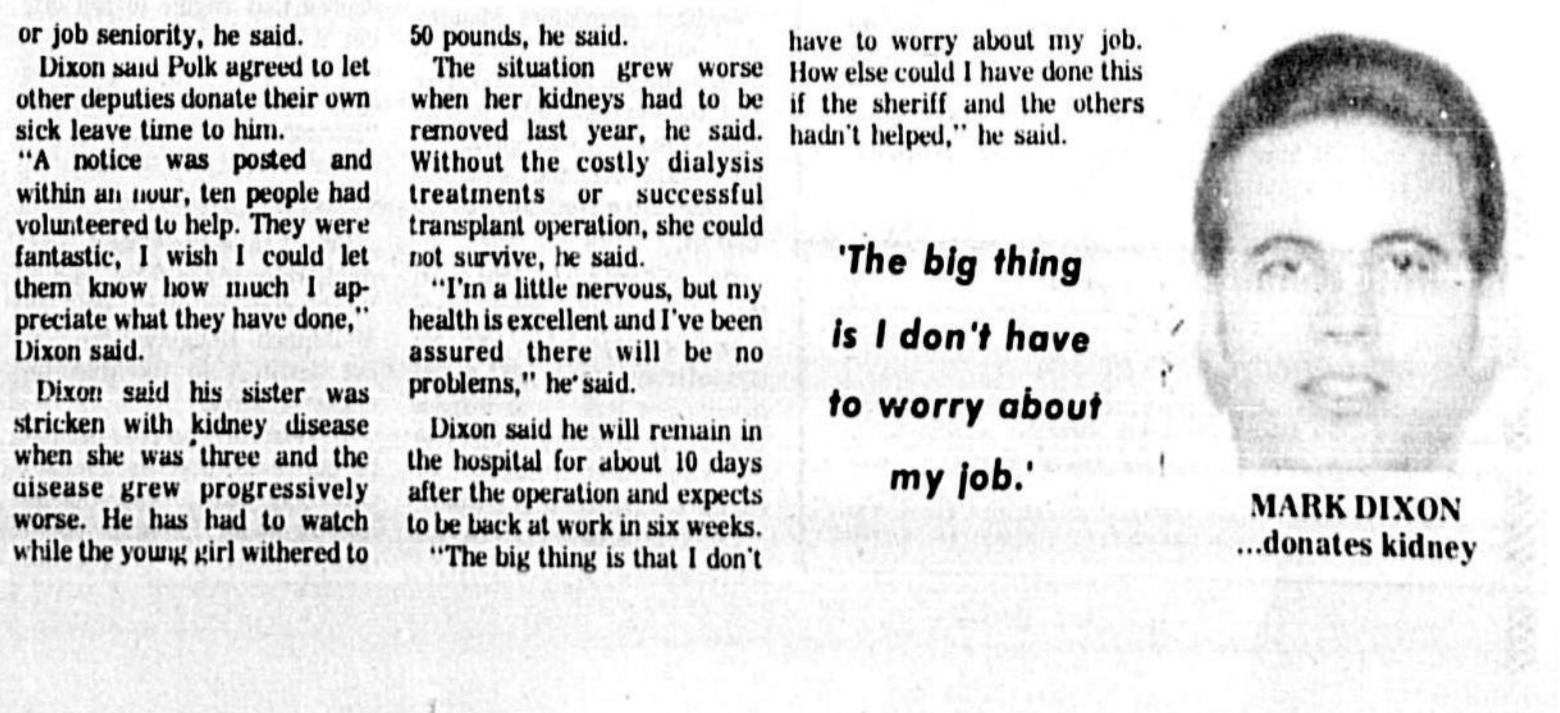 or job seniority, he said.
Dixon said Polk agreed to let
other deputies donate their own
sick leave time to him.
"A notice was posted and
within an hour, ten people had
volunteered to help. They were
fantastic, I wish I could let
them know how much I ap-
preciate what they have done,"
Dixon said.
Dixon said his sister was
stricken with kidney disease
when she was three and the
disease grew progressively
worse. He has had to watch
while the young girl withered to
50 pounds, he said.
The situation grew worse
when her kidneys had to be
removed last year, he said.
Without the costly dialysis
treatments or successful
transplant operation, she could
not survive, he said.
"I'm a little nervous, but my
health is excellent and I've been
assured there will be no
problems," he said.
Dixon said he will remain in
the hospital for about 10 days
after the operation and expects
to be back at work in six weeks.
"The big thing is that I don't
have to worry about my job.
How else could I have done this
if the sheriff and the others
hadn't helped," he said.
'The big thing
is I don't have
to worry about
my job.'
MARK DIXON
...donates kidney